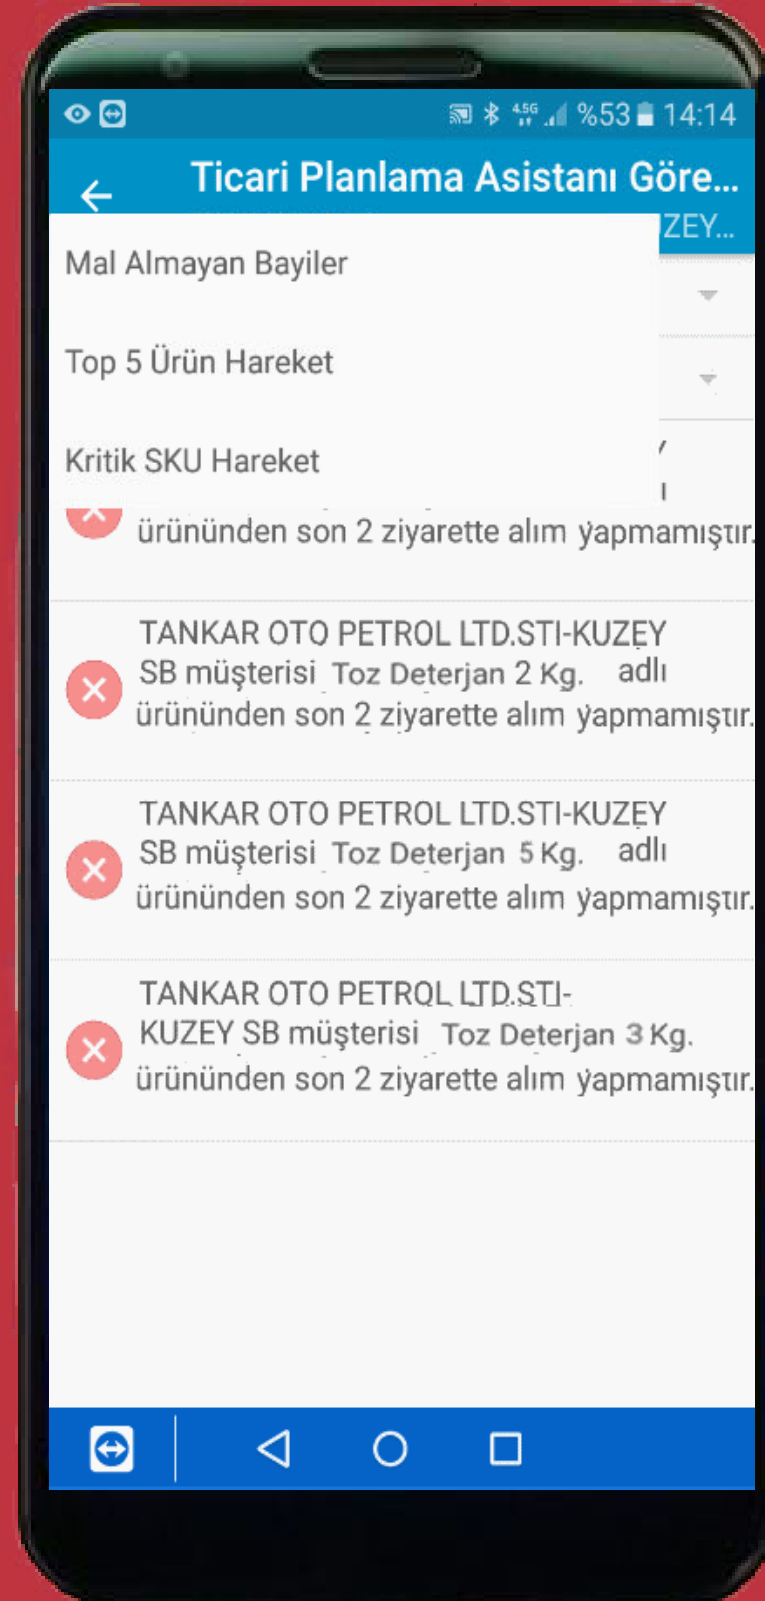 4.5G %53 14:14
Ticari Planlama Asistanı Göre...
ZEY...
Mal Almayan Bayiler
Top 5 Ürün Hareket
Kritik SKU Hareket
ürününden son 2 ziyarette alım yapmamıştır.
TANKAR OTO PETROL LTD.STI-KUZEY
SB müşterisi Toz Deterjan 2 Kg. adlı
ürününden son 2 ziyarette alım yapmamıştır.
TANKAR OTO PETROL LTD.STI-KUZEY
SB müşterisi Toz Deterjan 5 Kg. adlı
ürününden son 2 ziyarette alım yapmamıştır.
TANKAR OTO PETROL LTD.STI-
KUZEY SB müşterisi Toz Deterjan 3 Kg.
ürününden son 2 ziyarette alım yapmamıştır.